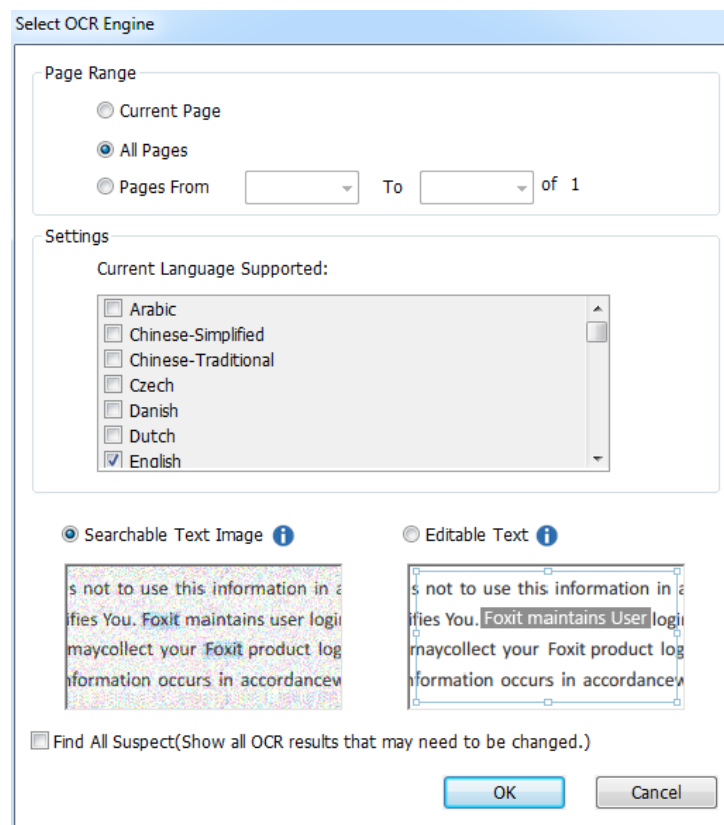 Select OCR Engine
Page Range
Current Page
All Pages
Pages From To of 1
Settings
Current Language Supported:
Arabic
Chinese-Simplified
Chinese-Traditional
Czech
Danish
Dutch
English
Searchable Text Image i Editable Text i
s not to use this information in a
ifies You. Foxit maintains user logi
maycollect your Foxit product log
nformation occurs in accordancew
s not to use this information in a
ifies You. Foxit maintains User logi
maycollect your Foxit product log
nformation occurs in accordancew
Find All Suspect(Show all OCR results that may need to be changed.)
OK Cancel